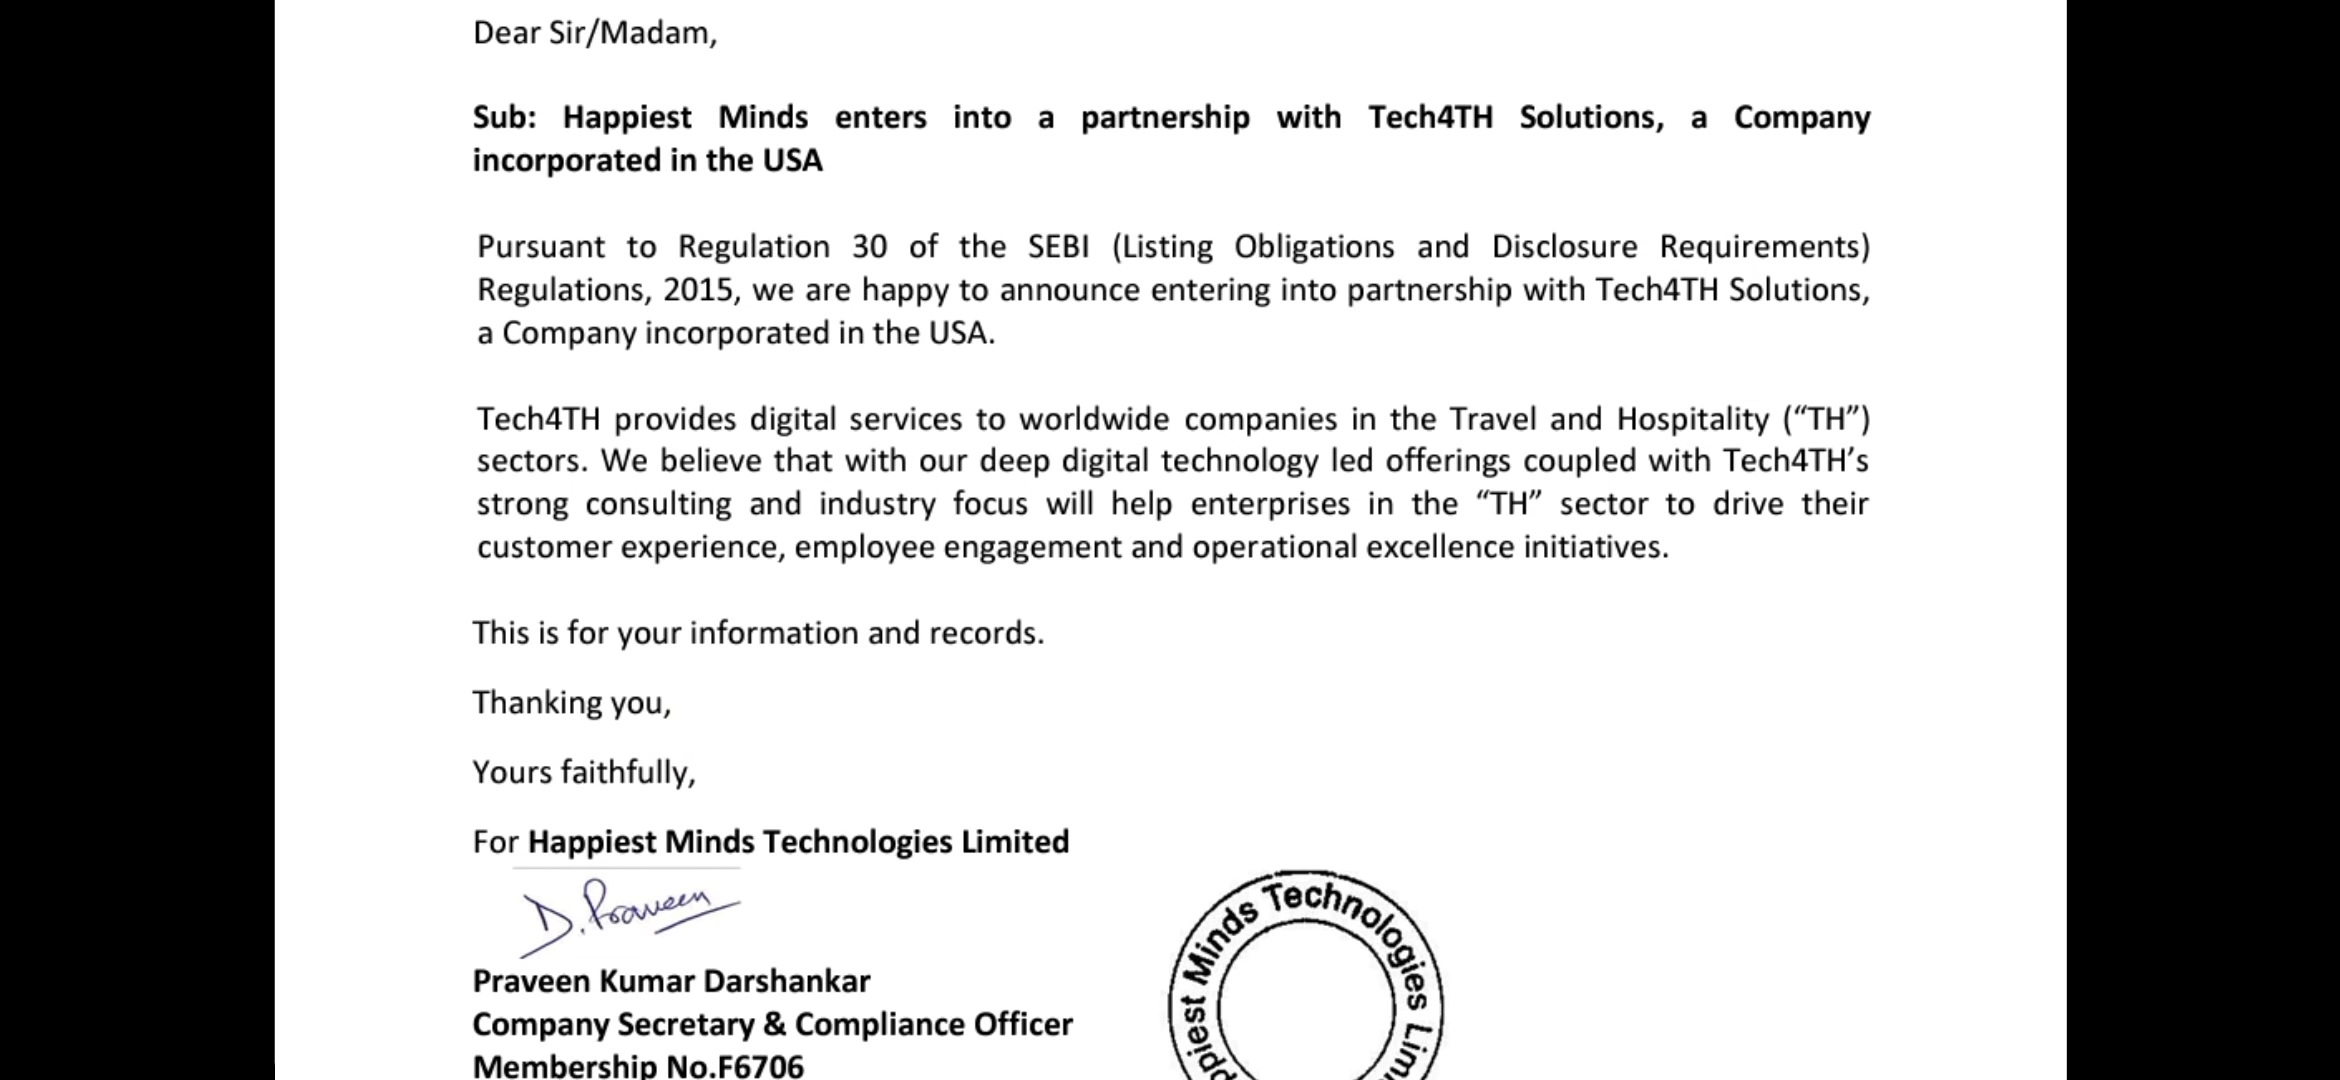 Dear Sir/Madam,
Sub: Happiest Minds enters into a partnership with Tech4TH Solutions, a Company
incorporated in the USA
Pursuant to Regulation 30 of the SEBI (Listing Obligations and Disclosure Requirements)
Regulations, 2015, we are happy to announce entering into partnership with Tech4TH Solutions,
a Company incorporated in the USA.
Tech4TH provides digital services to worldwide companies in the Travel and Hospitality (“TH”)
sectors. We believe that with our deep digital technology led offerings coupled with Tech4TH’s
strong consulting and industry focus will help enterprises in the “TH” sector to drive their
customer experience, employee engagement and operational excellence initiatives.
This is for your information and records.
Thanking you,
Yours faithfully,
For Happiest Minds Technologies Limited
D. Praveen
Praveen Kumar Darshankar
Company Secretary & Compliance Officer
Membership No.F6706
Minds Technologies